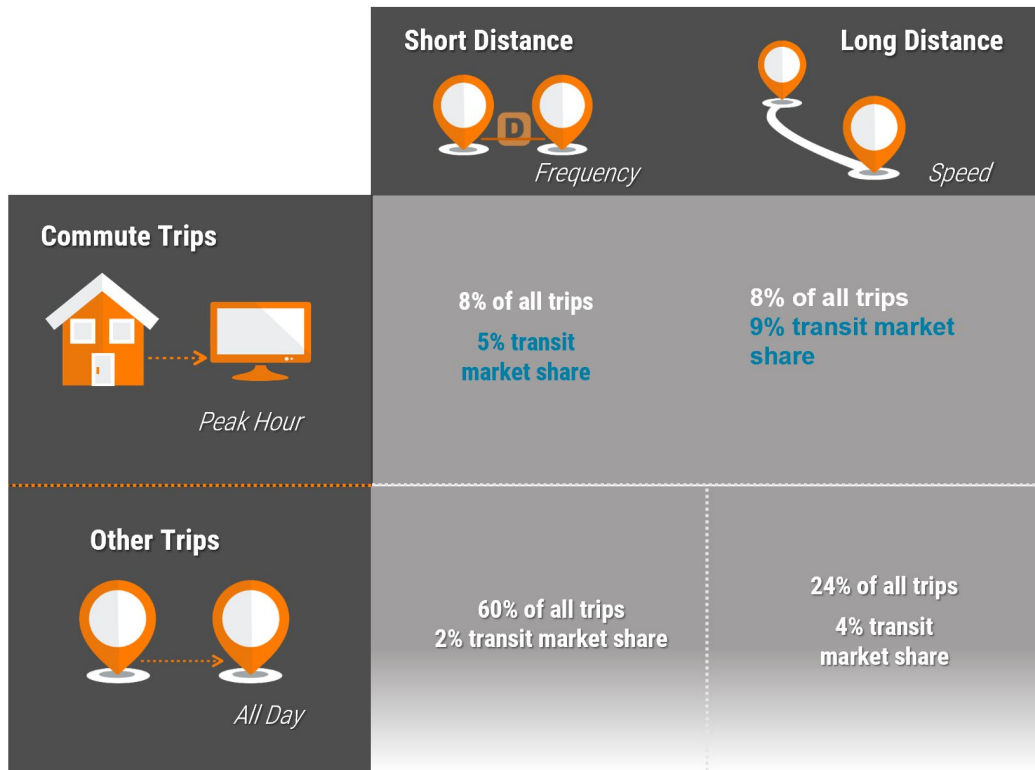 Short Distance
Long Distance
D
Frequency
Speed
Commute Trips
Peak Hour
8% of all trips
5% transit
market share
8% of all trips
9% transit market
share
Other Trips
All Day
60% of all trips
2% transit market share
24% of all trips
4% transit
market share